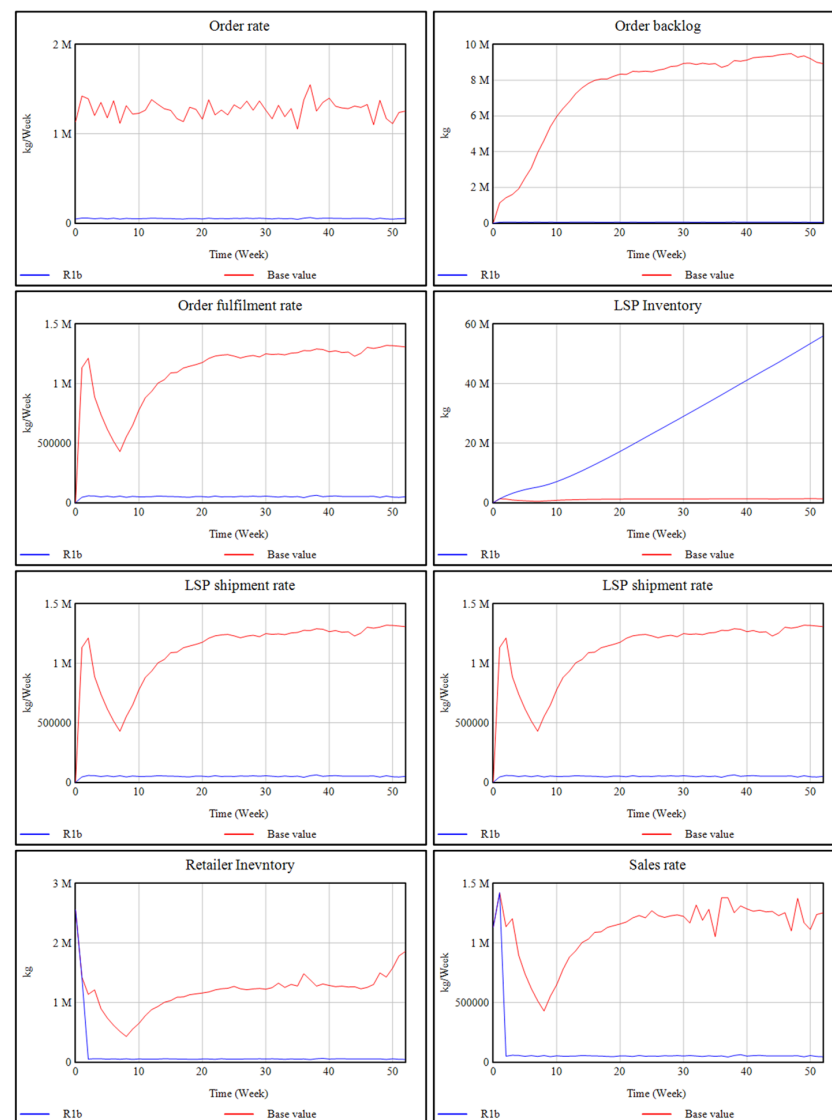 Order rate
2 M
1 M
0
kg/Week
0 10 20 30 40 50
Time (Week)
R1b Base value
Order backlog
10 M
8 M
6 M
4 M
2 M
0
kg
0 10 20 30 40 50
Time (Week)
R1b Base value
Order fulfilment rate
1.5 M
1 M
500000
0
kg/Week
0 10 20 30 40 50
Time (Week)
R1b Base value
LSP Inventory
60 M
40 M
20 M
0
kg
0 10 20 30 40 50
Time (Week)
R1b Base value
LSP shipment rate
1.5 M
1 M
500000
0
kg/Week
0 10 20 30 40 50
Time (Week)
R1b Base value
LSP shipment rate
1.5 M
1 M
500000
0
kg/Week
0 10 20 30 40 50
Time (Week)
R1b Base value
Retailer Inevntory
3 M
2 M
1 M
0
kg
0 10 20 30 40 50
Time (Week)
R1b Base value
Sales rate
1.5 M
1 M
500000
0
kg/Week
0 10 20 30 40 50
Time (Week)
R1b Base value